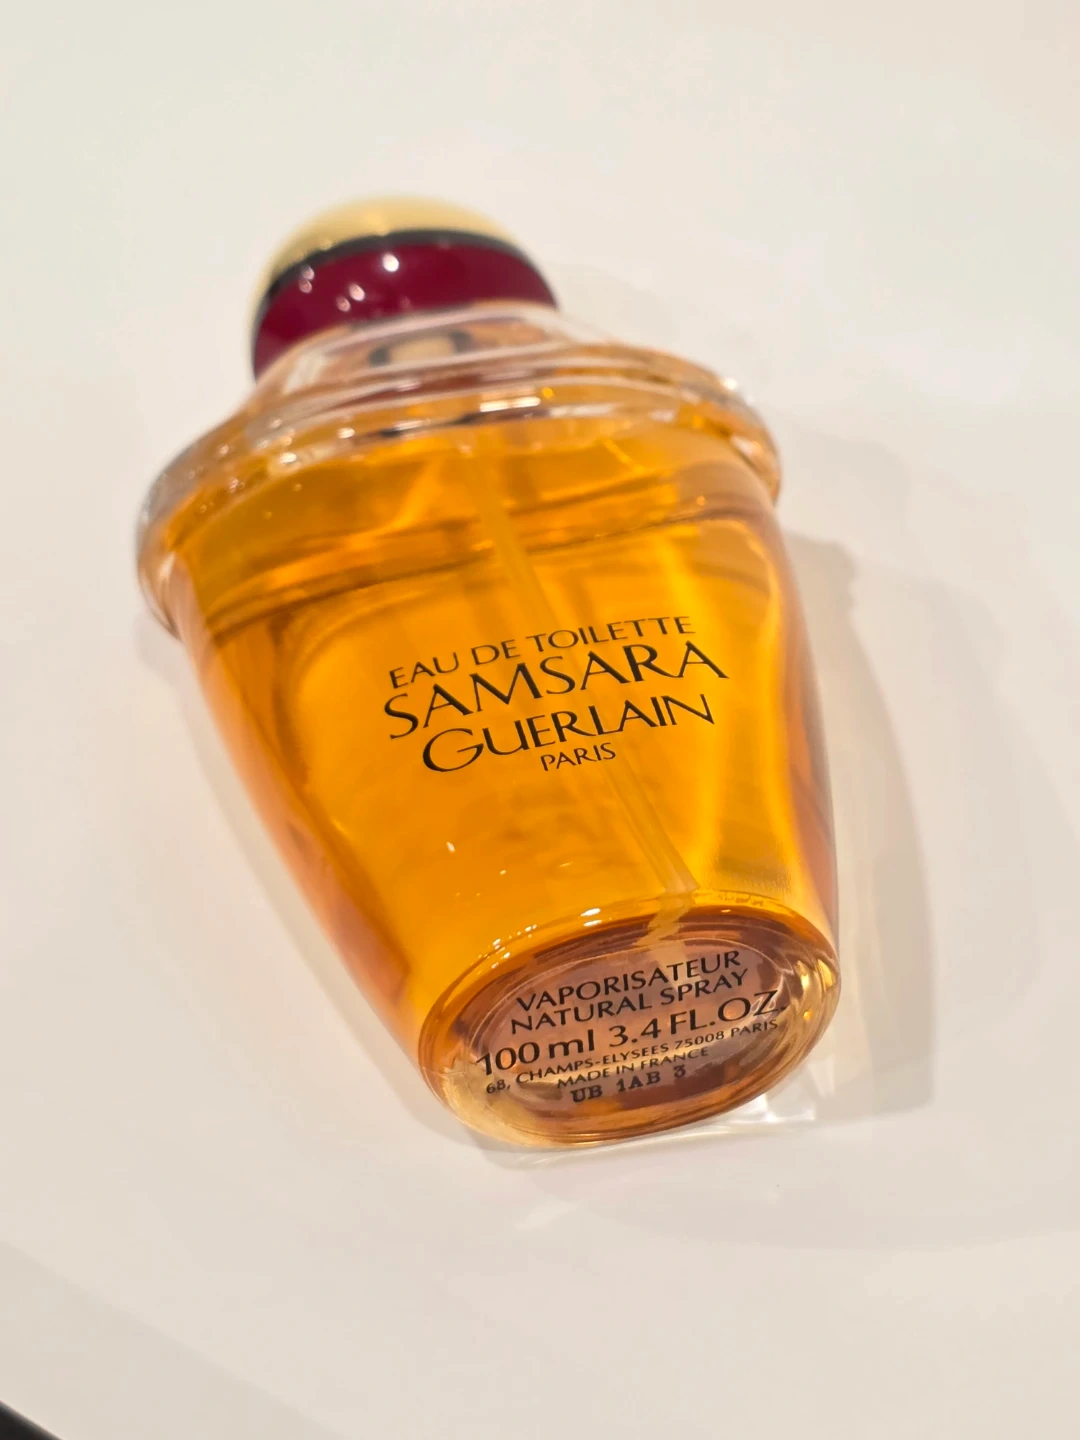 EAU DE TOILETTE
SAMSARA
GUERLAIN
PARIS
VAPORISATEUR
NATURAL SPRAY
100 ml 3.4 FL.OZ.
68, CHAMPS-ELYSEES 75008 PARIS
MADE IN FRANCE
UB 1AB 3